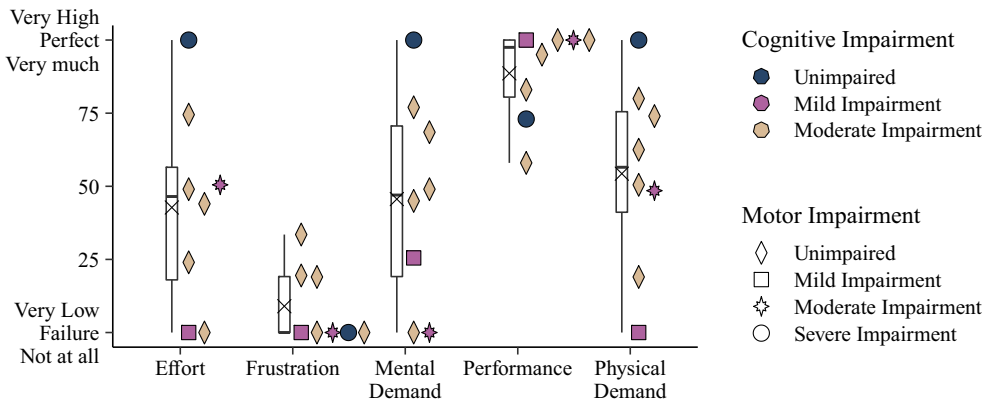 Very High
Perfect
Very much
75
50
25
Very Low
Failure
Not at all
Effort
Frustration
Mental
Demand
Performance
Physical
Demand
Cognitive Impairment
Unimpaired
Mild Impairment
Moderate Impairment
Motor Impairment
Unimpaired
Mild Impairment
Moderate Impairment
Severe Impairment